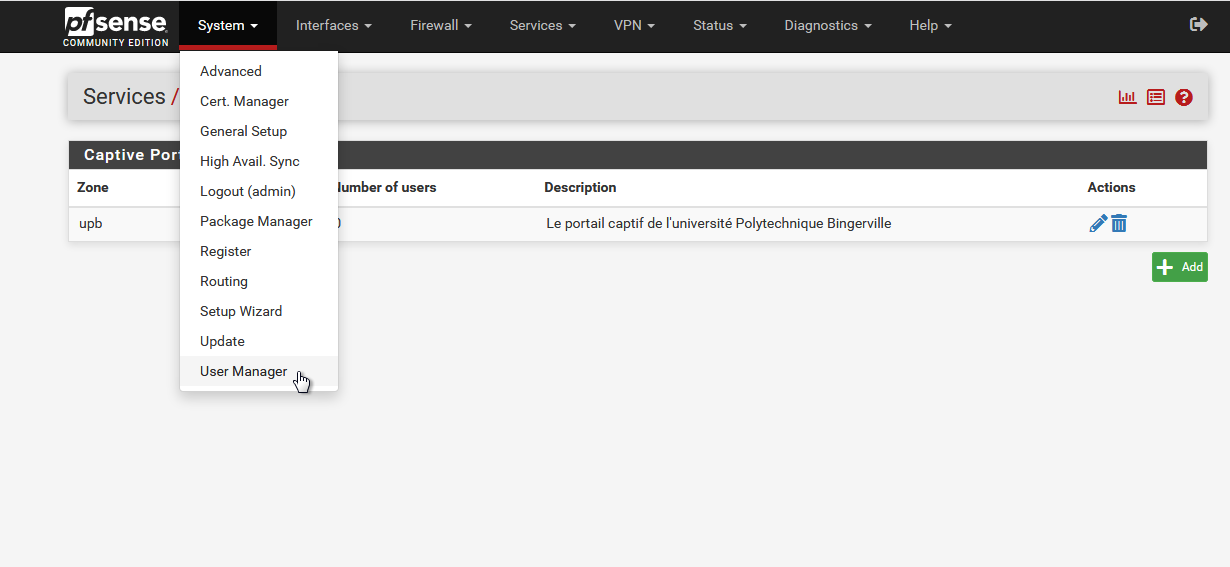 pfsense
COMMUNITY EDITION
System Interfaces Firewall Services VPN Status Diagnostics Help
Advanced
Cert. Manager
General Setup
High Avail. Sync
Logout (admin)
Package Manager
Register
Routing
Setup Wizard
Update
User Manager
Services /
Captive
Zone Number of users Description Actions
upb 0 Le portail captif de l'université Polytechnique Bingerville
Add